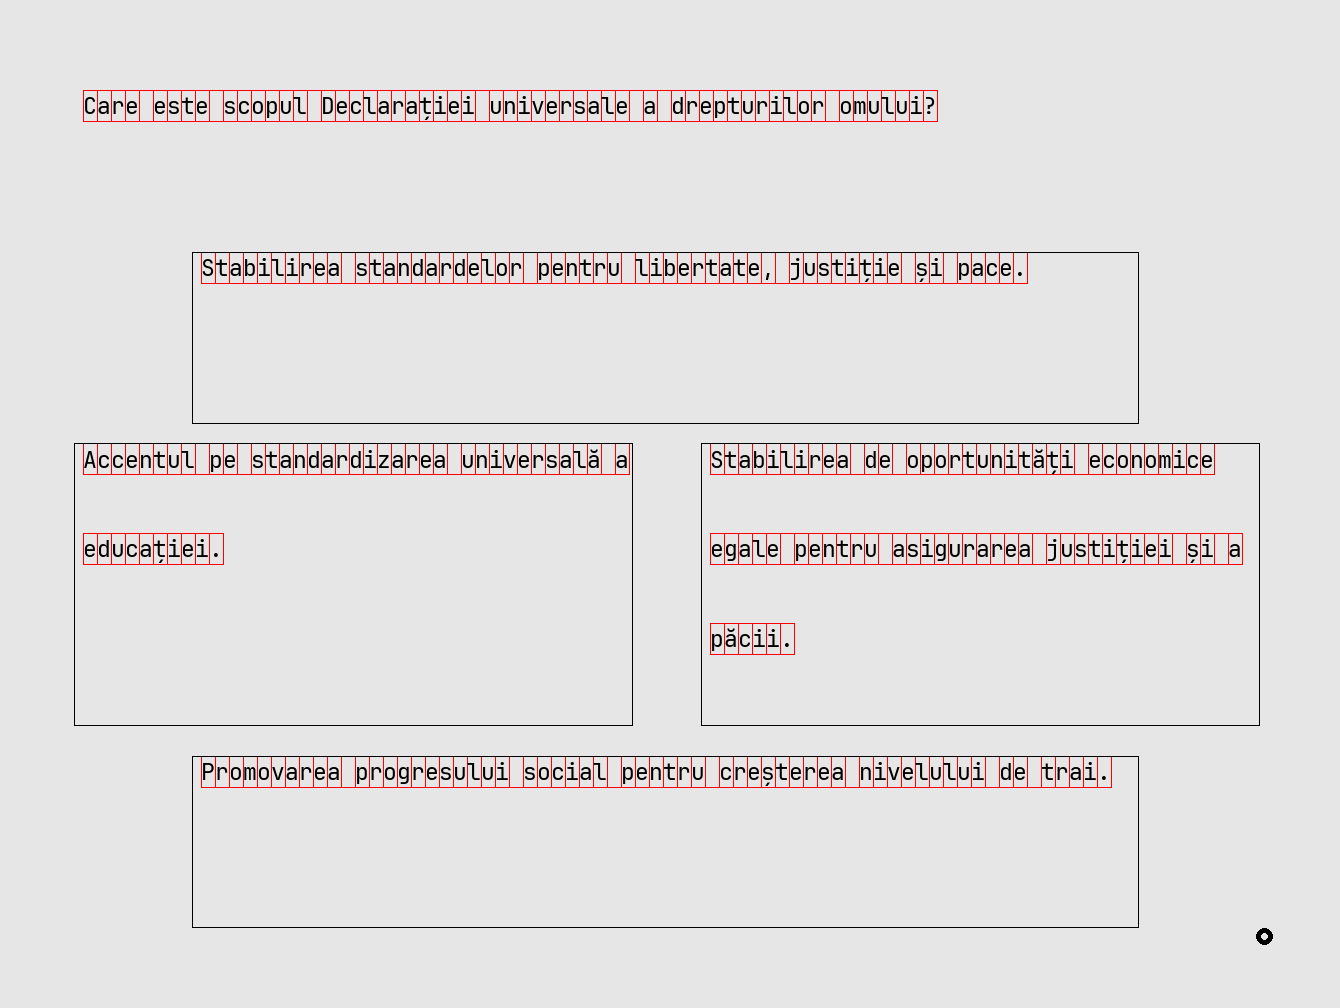 Care este scopul Declarației universale a drepturilor omului?
Stabilirea standardelor pentru libertate, justiție și pace.
Accentul pe standardizarea universală a
educației.
Stabilirea de oportunități economice
egale pentru asigurarea justiției și a
păcii.
Promovarea progresului social pentru creșterea nivelului de trai.